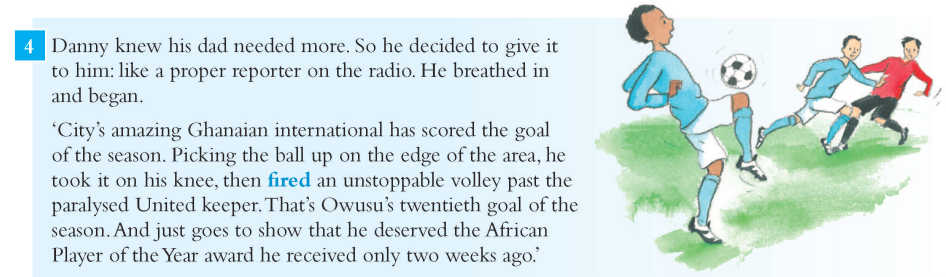 4 Danny knew his dad needed more. So he decided to give it
to him: like a proper reporter on the radio. He breathed in
and began.
‘City’s amazing Ghanaian international has scored the goal
of the season. Picking the ball up on the edge of the area, he
took it on his knee, then fired an unstoppable volley past the
paralysed United keeper. That’s Owusu’s twentieth goal of the
season. And just goes to show that he deserved the African
Player of the Year award he received only two weeks ago.’